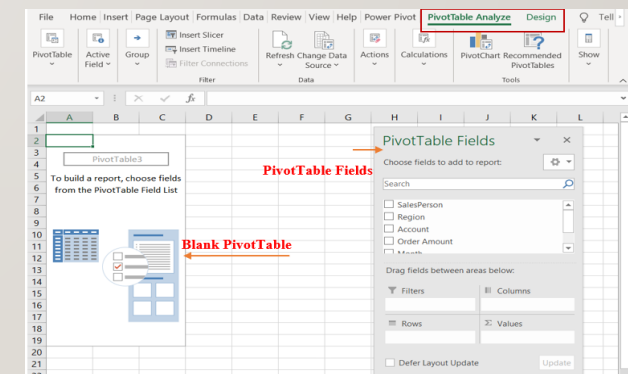 File Home Insert Page Layout Formulas Data Review View Help Power Pivot PivotTable Analyze Design Tell
PivotTable
Active Field
Group
Insert Slicer
Insert Timeline
Filter Connections
Filter
Refresh
Change Data Source
Data
Actions
Calculations
PivotChart
Recommended PivotTables
Tools
Show
A2
fx
A B C D E F G H I J K L
1
2
3
4
5
6
7
8
9
10
11
12
13
14
15
16
17
18
19
20
21
PivotTable3
To build a report, choose fields
from the PivotTable Field List
Blank PivotTable
PivotTable Fields
PivotTable Fields
Choose fields to add to report:
Search
SalesPerson
Region
Account
Order Amount
Month
Drag fields between areas below:
Filters
Columns
Rows
Σ Values
Defer Layout Update
Update